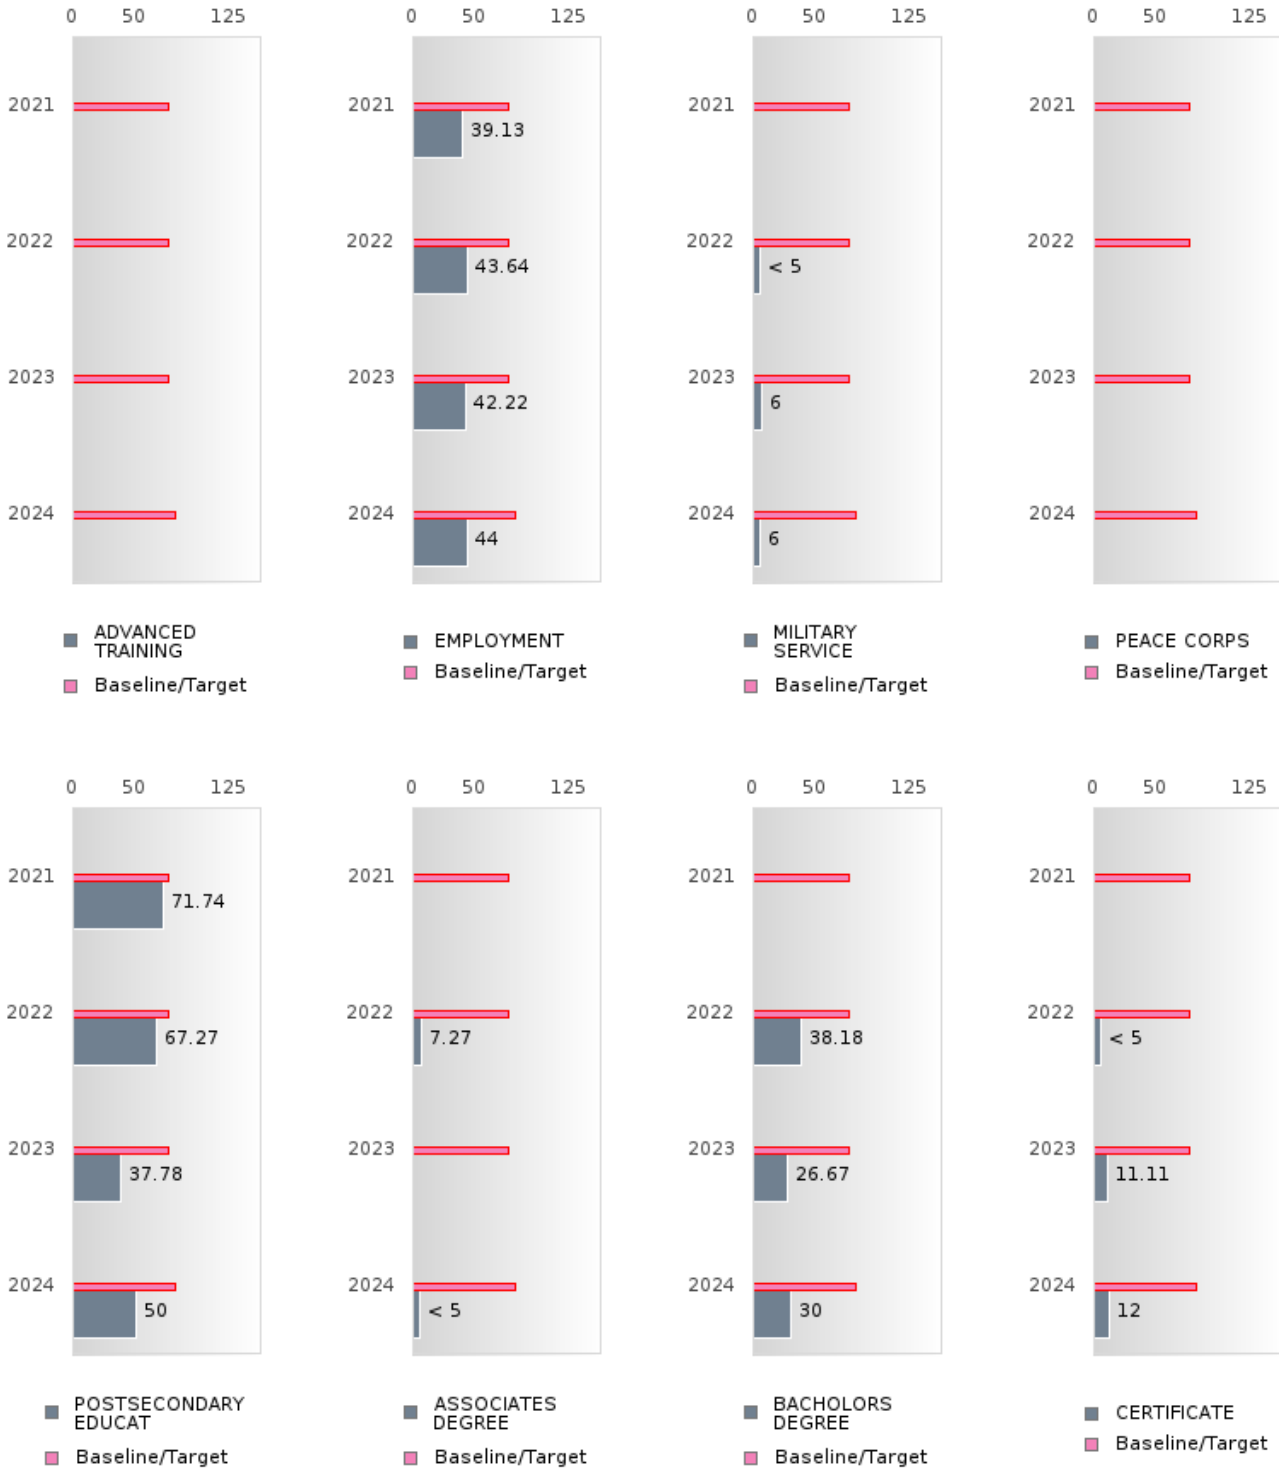 0 50 125
2021
2022
2023
2024
ADVANCED
TRAINING
Baseline/Target
0 50 125
2021
39.13
2022
43.64
2023
42.22
2024
44
EMPLOYMENT
Baseline/Target
0 50 125
2021
2022
< 5
2023
6
2024
6
MILITARY
SERVICE
Baseline/Target
0 50 125
2021
2022
2023
2024
PEACE CORPS
Baseline/Target
0 50 125
2021
71.74
2022
67.27
2023
37.78
2024
50
POSTSECONDARY
EDUCAT
Baseline/Target
0 50 125
2021
2022
7.27
2023
2024
< 5
ASSOCIATES
DEGREE
Baseline/Target
0 50 125
2021
2022
38.18
2023
26.67
2024
30
BACHOLORS
DEGREE
Baseline/Target
0 50 125
2021
2022
< 5
2023
11.11
2024
12
CERTIFICATE
Baseline/Target